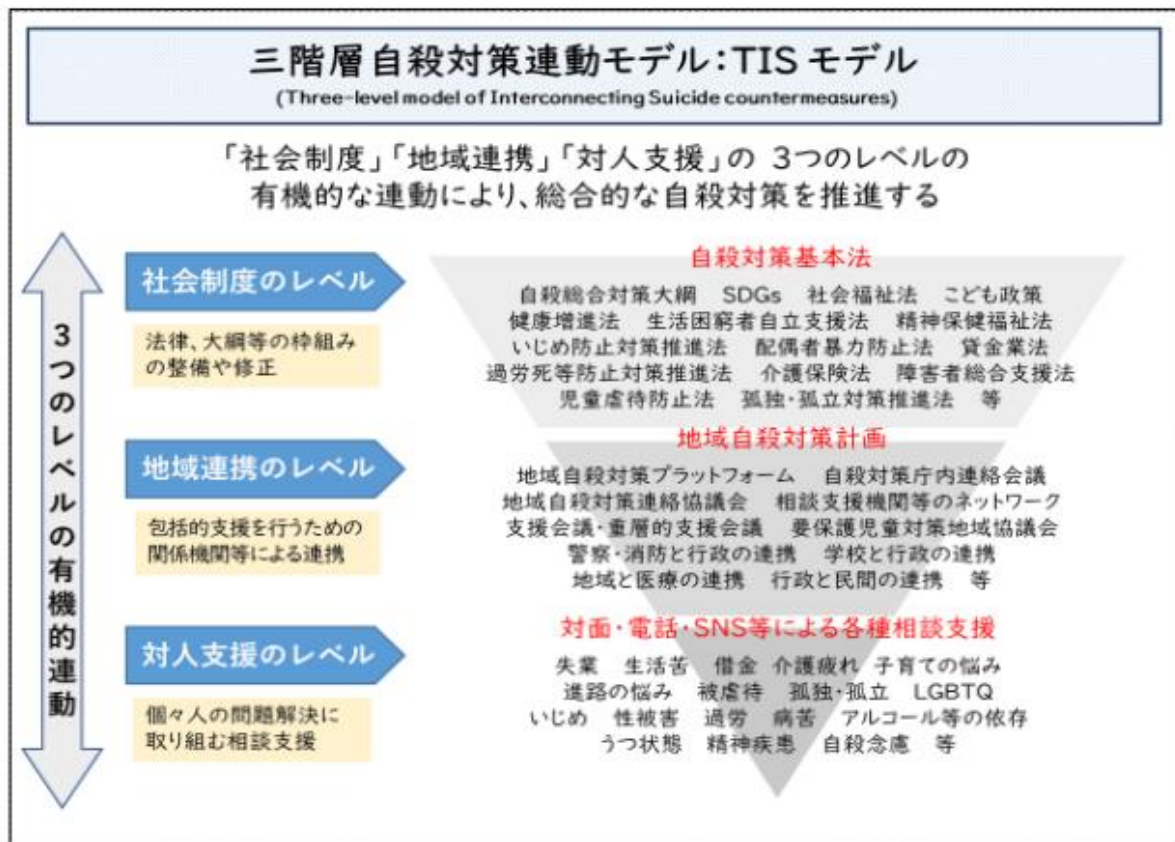 三階層自殺対策連動モデル:TISモデル
(Three-level model of Interconnecting Suicide countermeasures)
「社会制度」「地域連携」「対人支援」の 3つのレベルの
有機的な連動により、総合的な自殺対策を推進する
3つのレベルの有機的連動
社会制度のレベル
法律、大綱等の枠組み
の整備や修正
自殺対策基本法
自殺総合対策大綱 SDGs 社会福祉法 こども政策
健康増進法 生活困窮者自立支援法 精神保健福祉法
いじめ防止対策推進法 配偶者暴力防止法 貸金業法
過労死等防止対策推進法 介護保険法 障害者総合支援法
児童虐待防止法 孤独・孤立対策推進法 等
地域連携のレベル
包括的支援を行うための
関係機関等による連携
地域自殺対策計画
地域自殺対策プラットフォーム 自殺対策庁内連絡会議
地域自殺対策連絡協議会 相談支援機関等のネットワーク
支援会議・重層的支援会議 要保護児童対策地域協議会
警察・消防と行政の連携 学校と行政の連携
地域と医療の連携 行政と民間の連携 等
対人支援のレベル
個々人の問題解決に
取り組む相談支援
対面・電話・SNS等による各種相談支援
失業 生活苦 借金 介護疲れ 子育ての悩み
進路の悩み 被虐待 孤独・孤立 LGBTQ
いじめ 性被害 過労 病苦 アルコール等の依存
うつ状態 精神疾患 自殺念慮 等